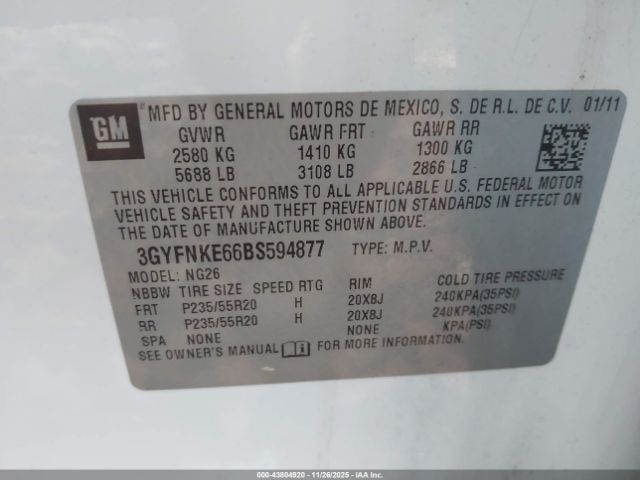 GM
MFD BY GENERAL MOTORS DE MEXICO, S. DE R.L. DE C.V. 01/11
GVWR GAWR FRT GAWR RR
2580 KG 1410 KG 1300 KG
5688 LB 3108 LB 2866 LB
THIS VEHICLE CONFORMS TO ALL APPLICABLE U.S. FEDERAL MOTOR
VEHICLE SAFETY AND THEFT PREVENTION STANDARDS IN EFFECT ON
THE DATE OF MANUFACTURE SHOWN ABOVE.
3GYFNKE66BS594877 TYPE: M.P.V.
MODEL: NG26
NBBW TIRE SIZE SPEED RTG RIM COLD TIRE PRESSURE
FRT P235/55R20 H 20X8J 240KPA(35PSI)
RR P235/55R20 H 20X8J 240KPA(35PSI)
SPA NONE NONE KPA(PSI)
SEE OWNER'S MANUAL FOR MORE INFORMATION.
000-43804920 - 11/26/2025 - IAAI.CA